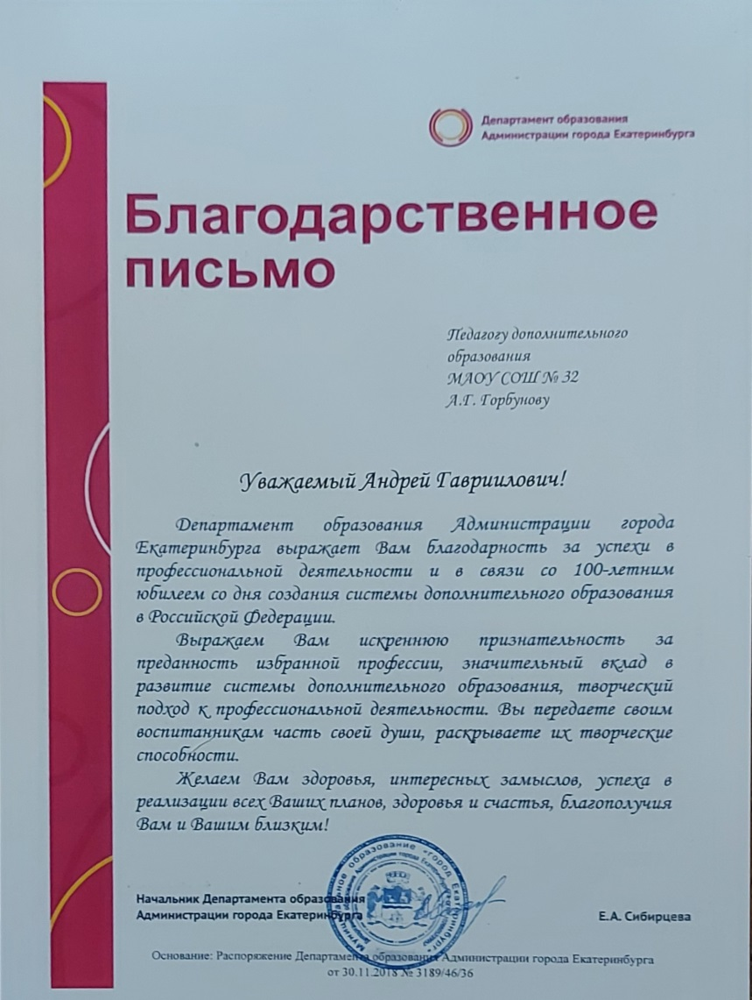 Департамент образования
Администрации города Екатеринбурга
Благодарственное
письмо
Педагогу дополнительного
образования
МАОУ СОШ № 32
А.Г. Горбунову
Уважаемый Андрей Гавриилович!
Департамент образования Администрации города
Екатеринбурга выражает Вам благодарность за успехи в
профессиональной деятельности и в связи со 100-летним
юбилеем со дня создания системы дополнительного образования
в Российской Федерации.
Выражаем Вам искреннюю признательность за
преданность избранной профессии, значительный вклад в
развитие системы дополнительного образования, творческий
подход к профессиональной деятельности. Вы передаете своим
воспитанникам часть своей души, раскрываете их творческие
способности.
Желаем Вам здоровья, интересных замыслов, успеха в
реализации всех Ваших планов, здоровья и счастья, благополучия
Вам и Вашим близким!
Муниципальное образование «город Екатеринбург»
Начальник Департамента образования
Администрации города Екатеринбурга
Е.А. Сибирцева
Основание: Распоряжение Департамента образования Администрации города Екатеринбурга
от 30.11.2018 № 3189/46/36